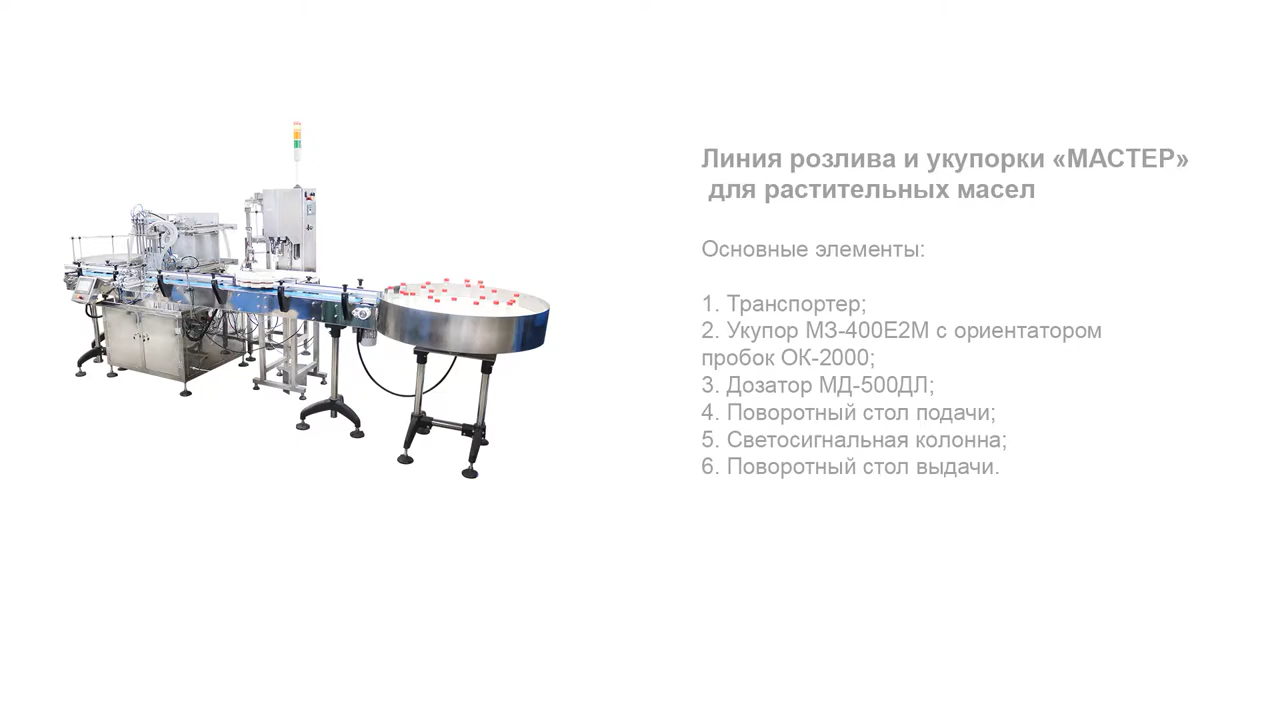 Линия розлива и укупорки «МАСТЕР»
для растительных масел
Основные элементы:
1. Транспортер;
2. Укупор МЗ-400Е2М с ориентатором
пробок ОК-2000;
3. Дозатор МД-500ДЛ;
4. Поворотный стол подачи;
5. Светосигнальная колонна;
6. Поворотный стол выдачи.